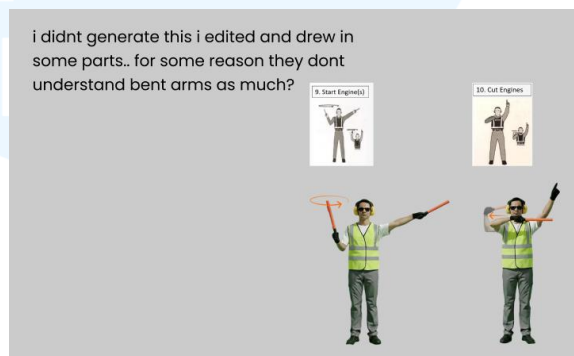 i didnt generate this i edited and drew in
some parts.. for some reason they dont
understand bent arms as much?
9. Start Engine(s)
10. Cut Engines